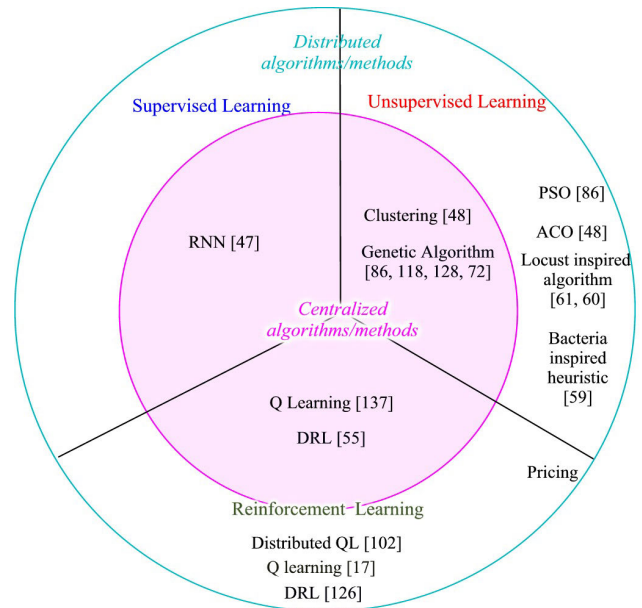 Distributed
algorithms/methods
Supervised Learning
Unsupervised Learning
RNN [47]
Clustering [48]
Genetic Algorithm
[86, 118, 128, 72]
PSO [86]
ACO [48]
Locust inspired
algorithm
[61, 60]
Bacteria
inspired
heuristic
[59]
Centralized
algorithms/methods
Q Learning [137]
DRL [55]
Pricing
Reinforcement Learning
Distributed QL [102]
Q learning [17]
DRL [126]